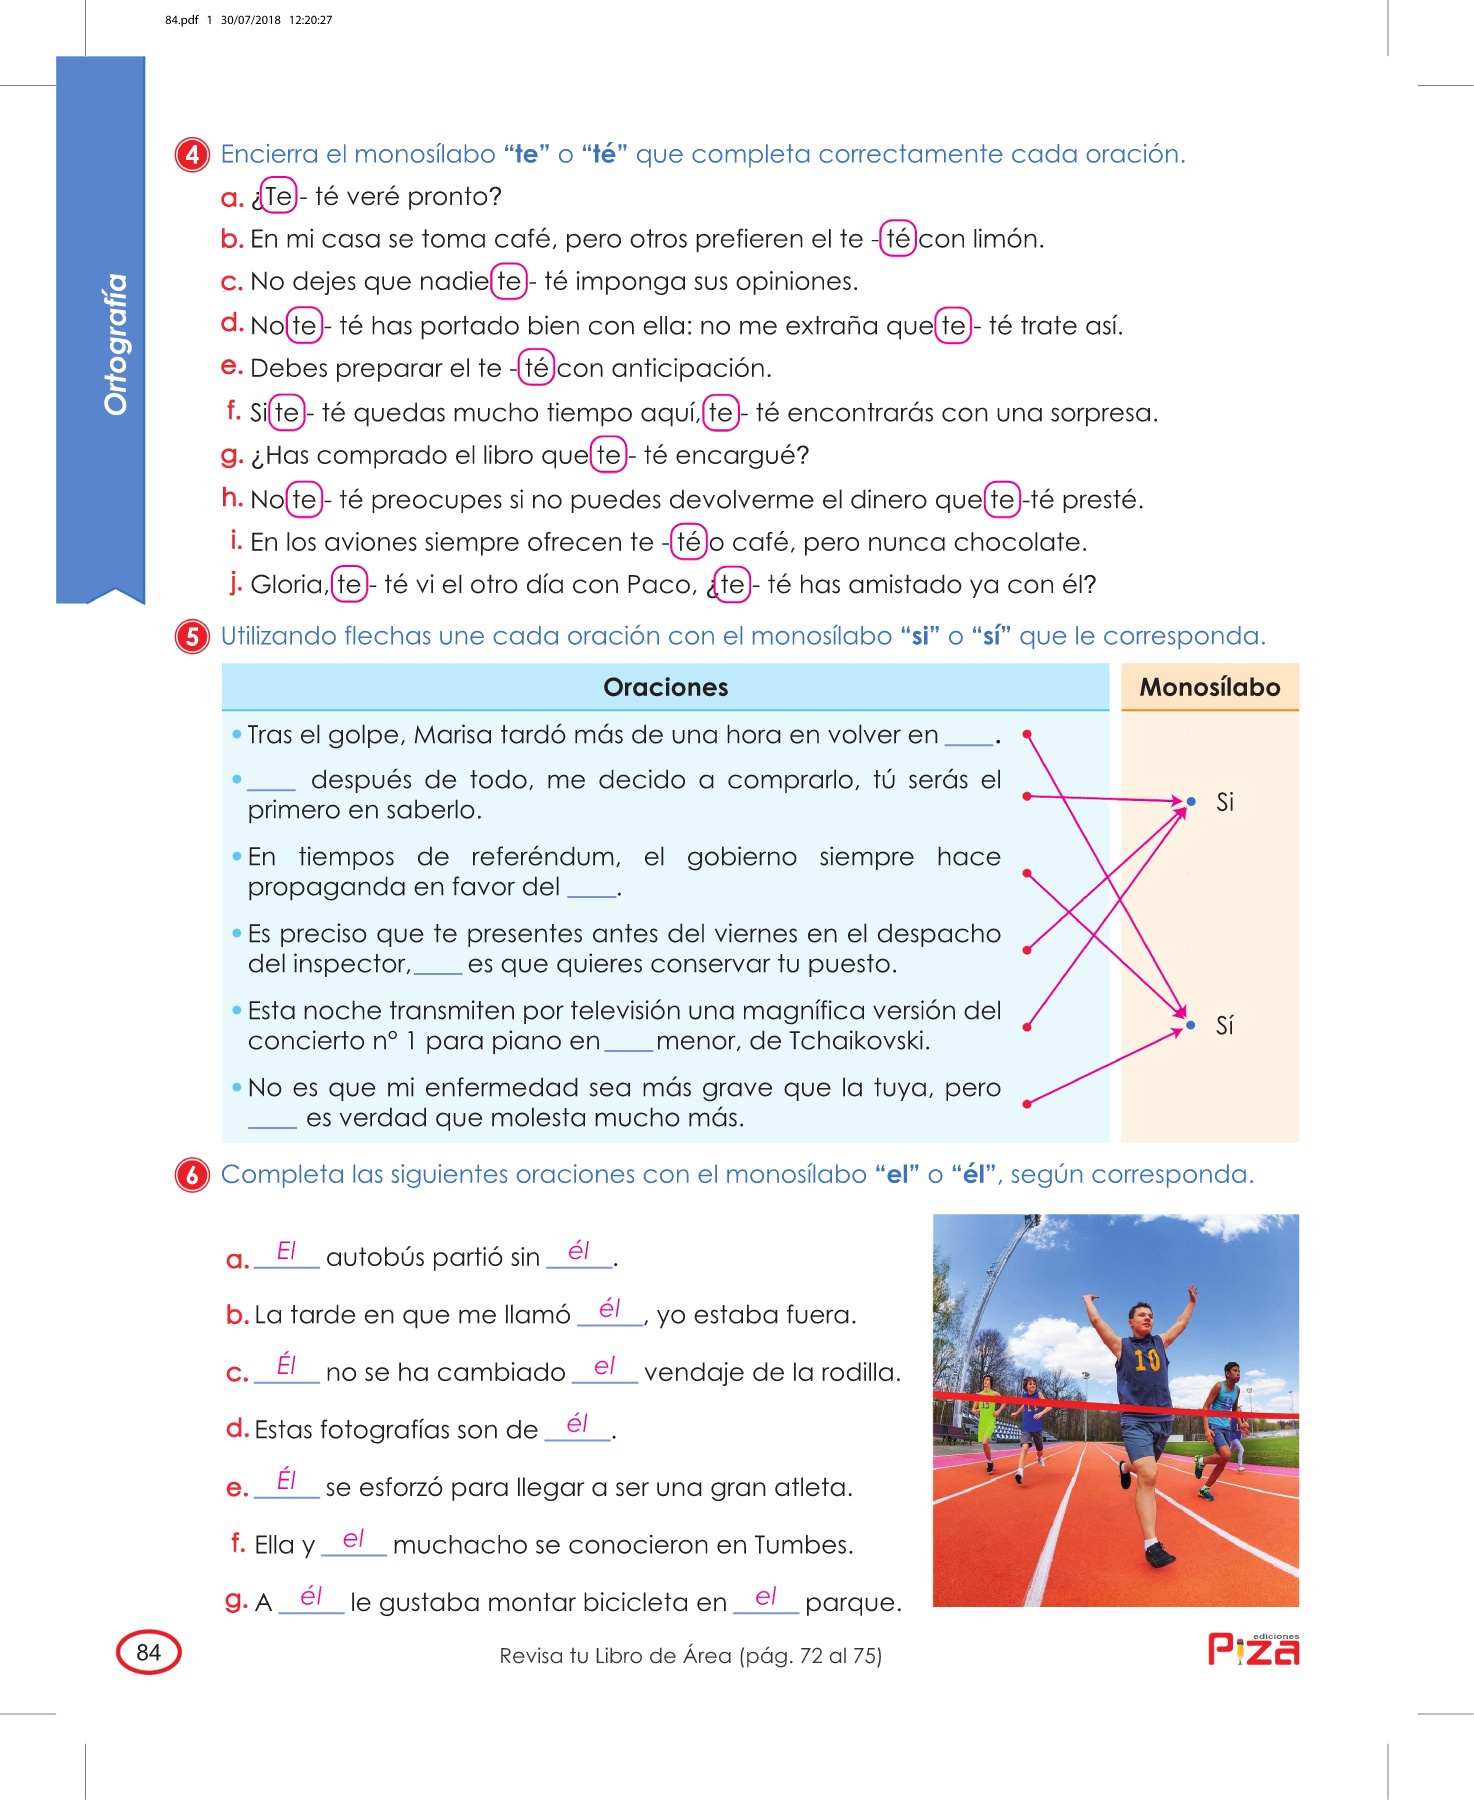 84.pdf 1 30/07/2018 12:20:27
Ortografía
4 Encierra el monosílabo “te” o “té” que completa correctamente cada oración.
a. ¿Te - té veré pronto?
b. En mi casa se toma café, pero otros prefieren el te - té con limón.
c. No dejes que nadie te - té imponga sus opiniones.
d. No te - té has portado bien con ella: no me extraña que te - té trate así.
e. Debes preparar el te - té con anticipación.
f. Si te - té quedas mucho tiempo aquí, te - té encontrarás con una sorpresa.
g. ¿Has comprado el libro que te - té encargué?
h. No te - té preocupes si no puedes devolverme el dinero que te -té presté.
i. En los aviones siempre ofrecen te - té o café, pero nunca chocolate.
j. Gloria, te - té vi el otro día con Paco, ¿te - té has amistado ya con él?
5 Utilizando flechas une cada oración con el monosílabo “si” o “sí” que le corresponda.
Oraciones
• Tras el golpe, Marisa tardó más de una hora en volver en ____.
• ____ después de todo, me decido a comprarlo, tú serás el
primero en saberlo.
• En tiempos de referéndum, el gobierno siempre hace
propaganda en favor del ____.
• Es preciso que te presentes antes del viernes en el despacho
del inspector, ____ es que quieres conservar tu puesto.
• Esta noche transmiten por televisión una magnífica versión del
concierto n° 1 para piano en ____ menor, de Tchaikovski.
• No es que mi enfermedad sea más grave que la tuya, pero
____ es verdad que molesta mucho más.
Monosílabo
Si
Sí
6 Completa las siguientes oraciones con el monosílabo “el” o “él”, según corresponda.
a. El autobús partió sin él.
b. La tarde en que me llamó él, yo estaba fuera.
c. Él no se ha cambiado el vendaje de la rodilla.
d. Estas fotografías son de él.
e. Él se esforzó para llegar a ser una gran atleta.
f. Ella y el muchacho se conocieron en Tumbes.
g. A él le gustaba montar bicicleta en el parque.
10
84
Revisa tu Libro de Área (pág. 72 al 75)
ediciones
Piza